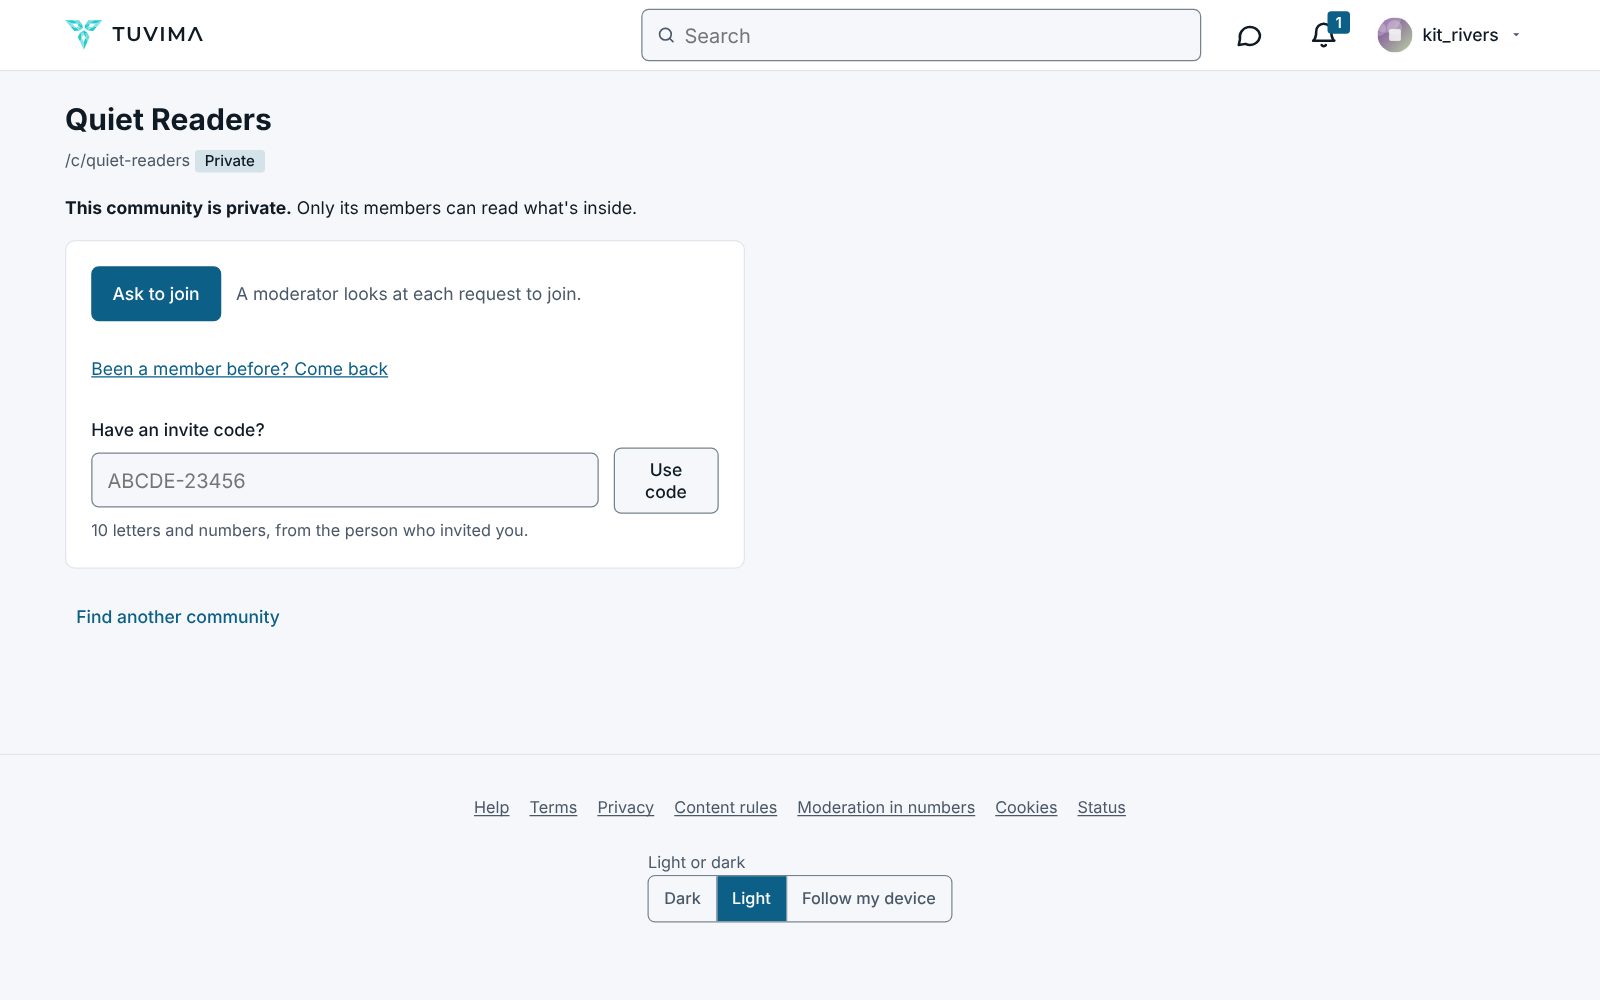 TUVIMA
Search
1
kit_rivers
Quiet Readers
/c/quiet-readers Private
This community is private. Only its members can read what's inside.
Ask to join
A moderator looks at each request to join.
Been a member before? Come back
Have an invite code?
ABCDE-23456
Use
code
10 letters and numbers, from the person who invited you.
Find another community
Help Terms Privacy Content rules Moderation in numbers Cookies Status
Light or dark
Dark Light Follow my device